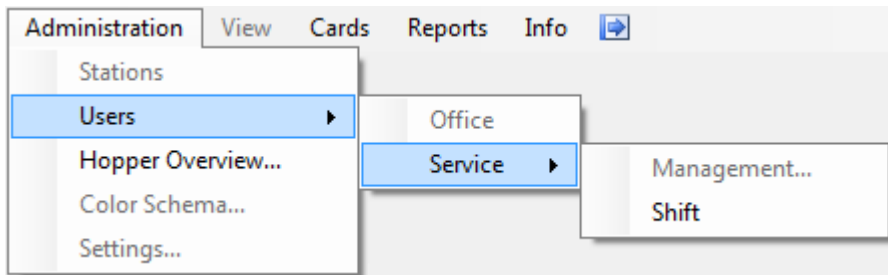 Administration View Cards Reports Info
Stations
Users
Office
Hopper Overview...
Service
Management...
Color Schema...
Shift
Settings...